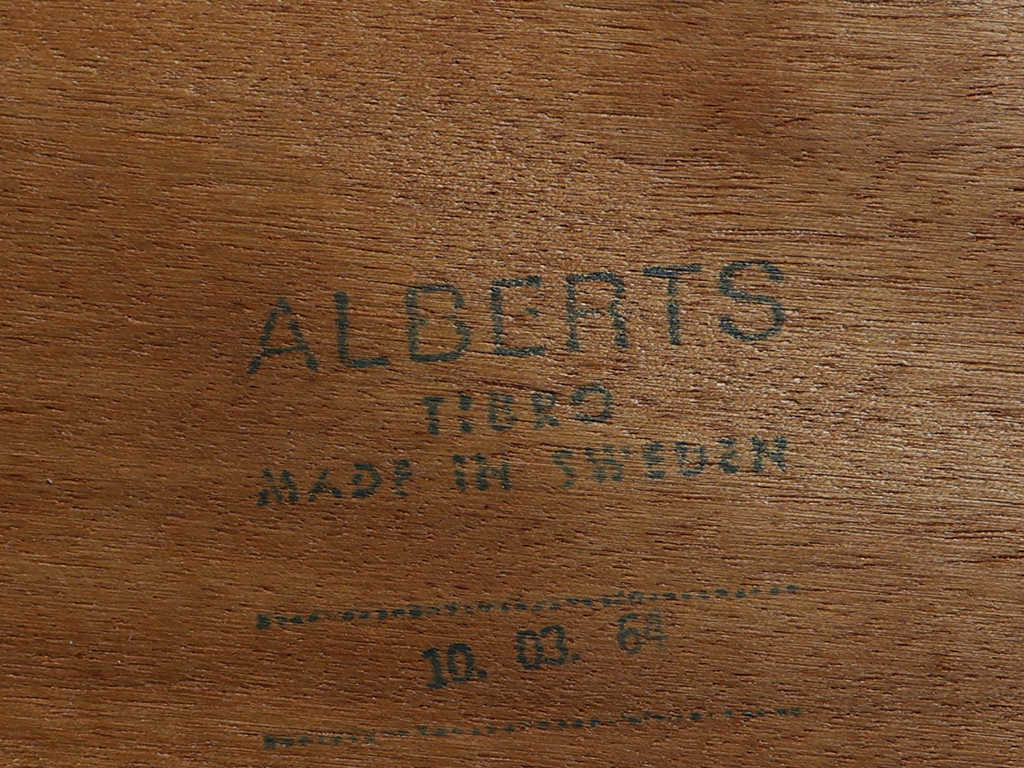 ALBERTS
TIBRO
MADE IN SWEDEN
10. 03. 64